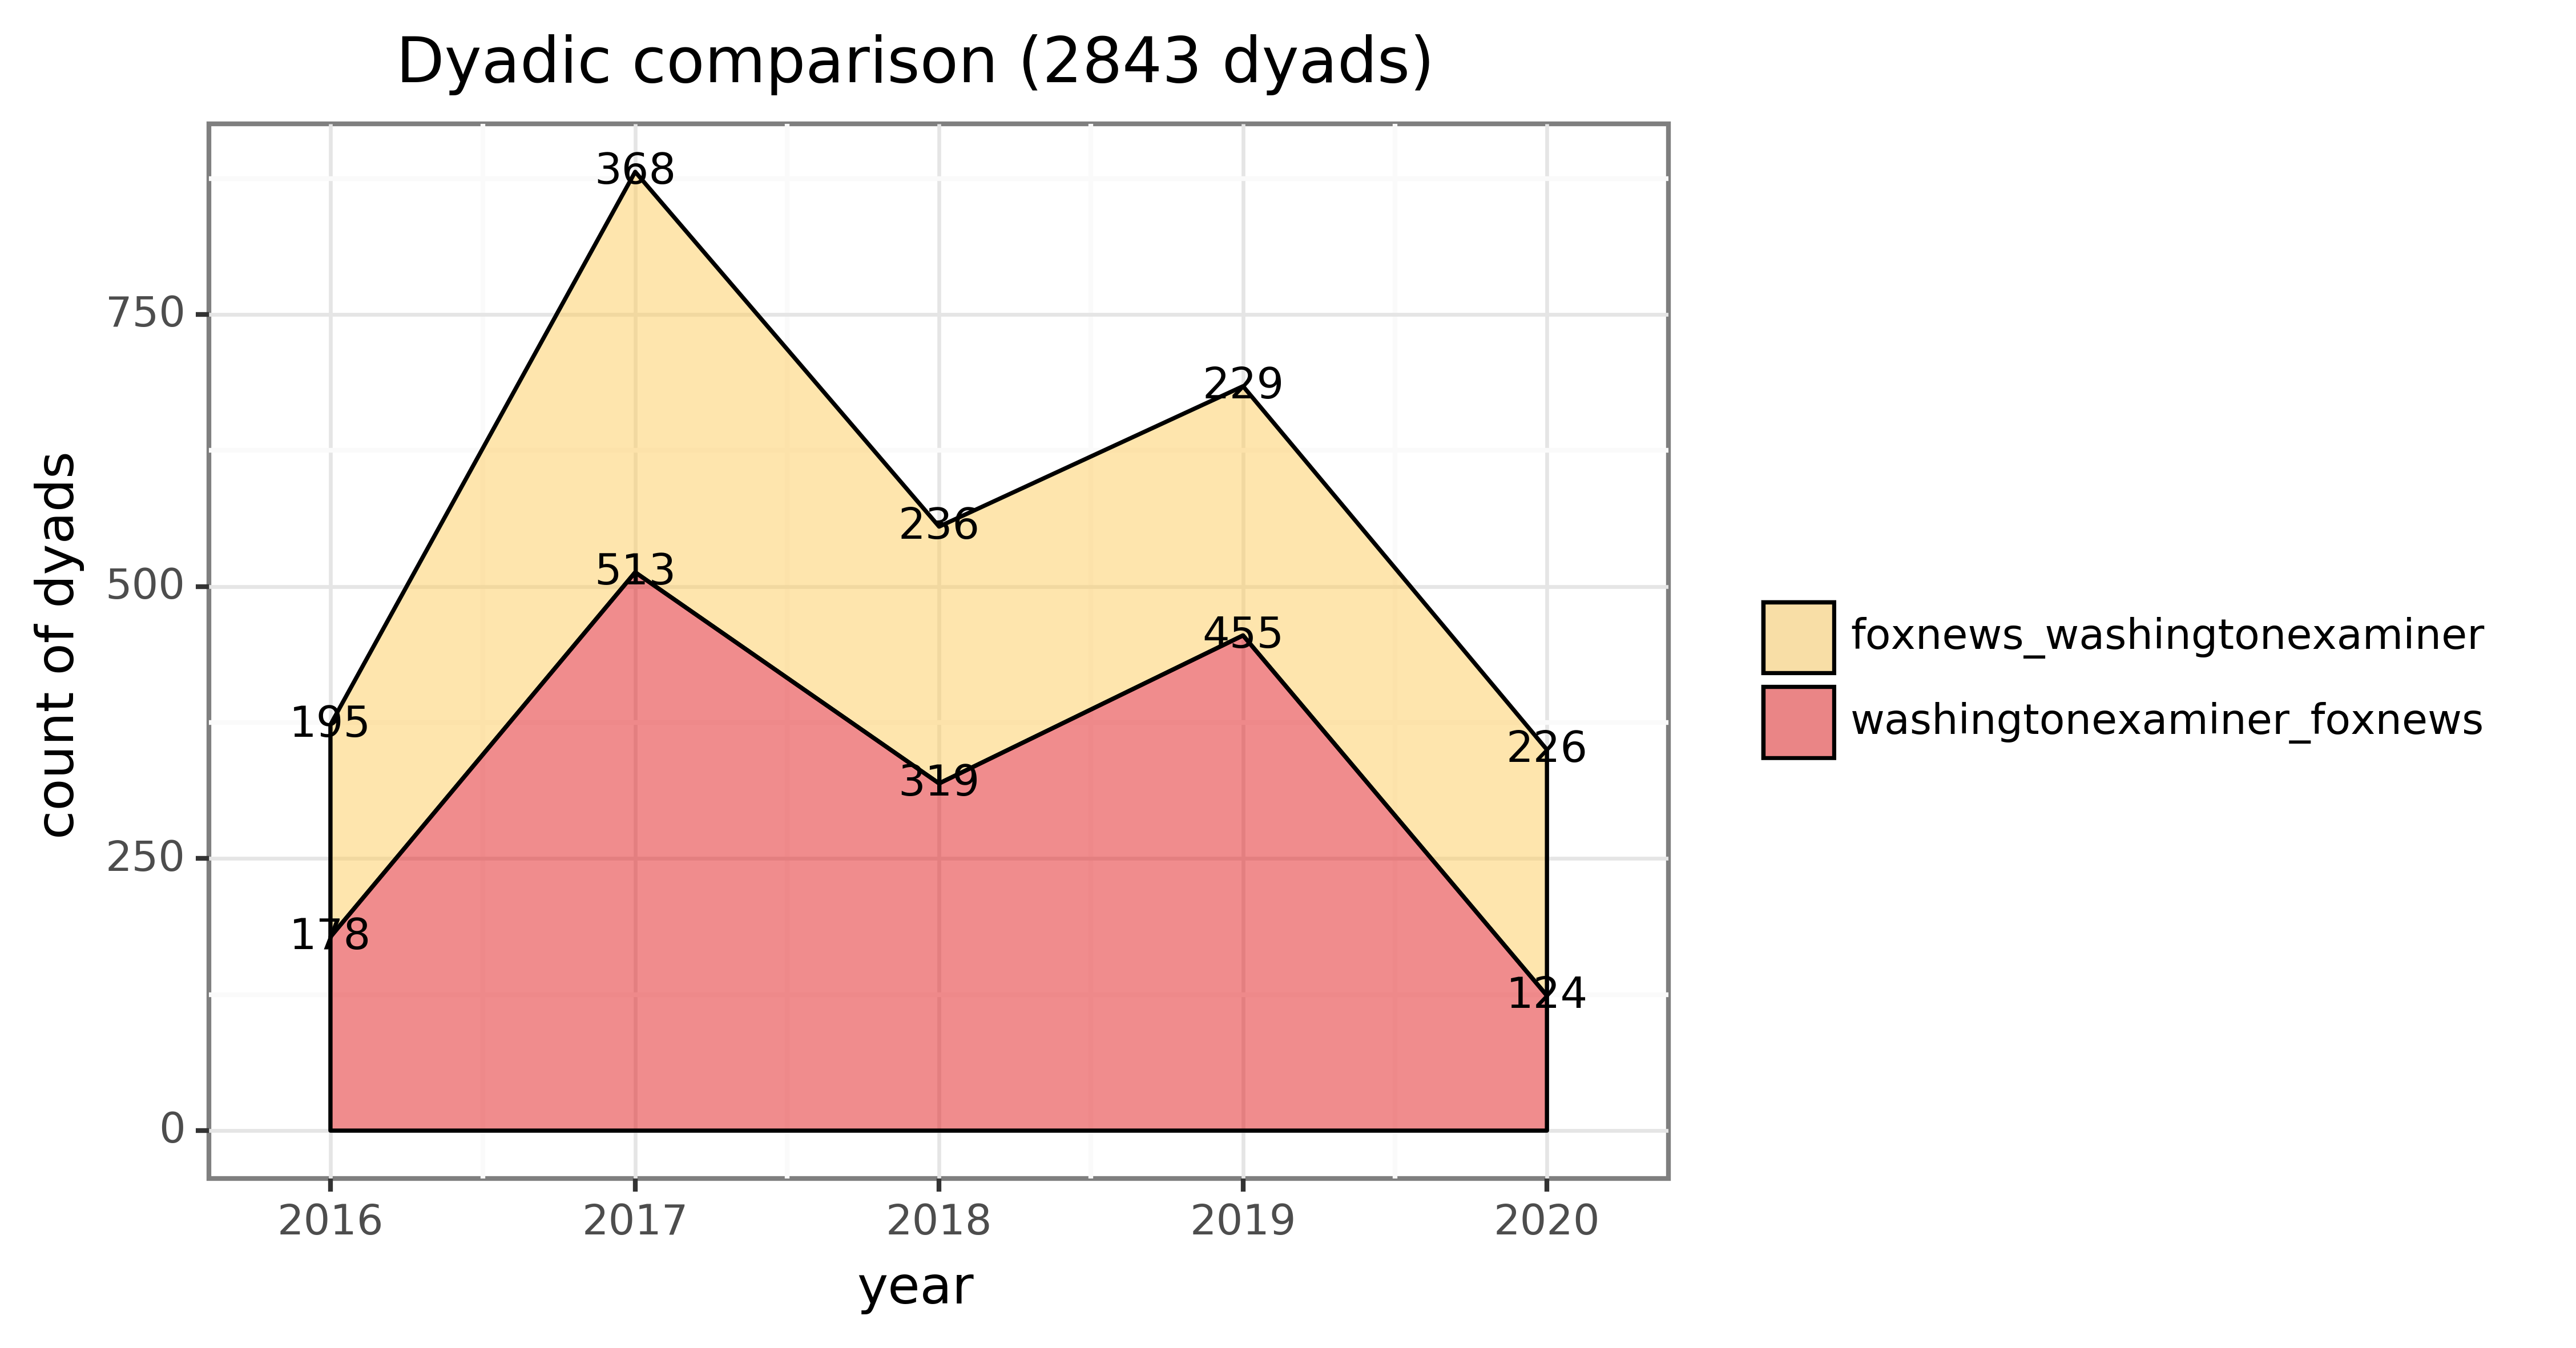 Dyadic comparison (2843 dyads)
count of dyads
750
500
250
0
368
229
236
513
455
195
226
319
178
124
2016 2017 2018 2019 2020
year
foxnews_washingtonexaminer
washingtonexaminer_foxnews